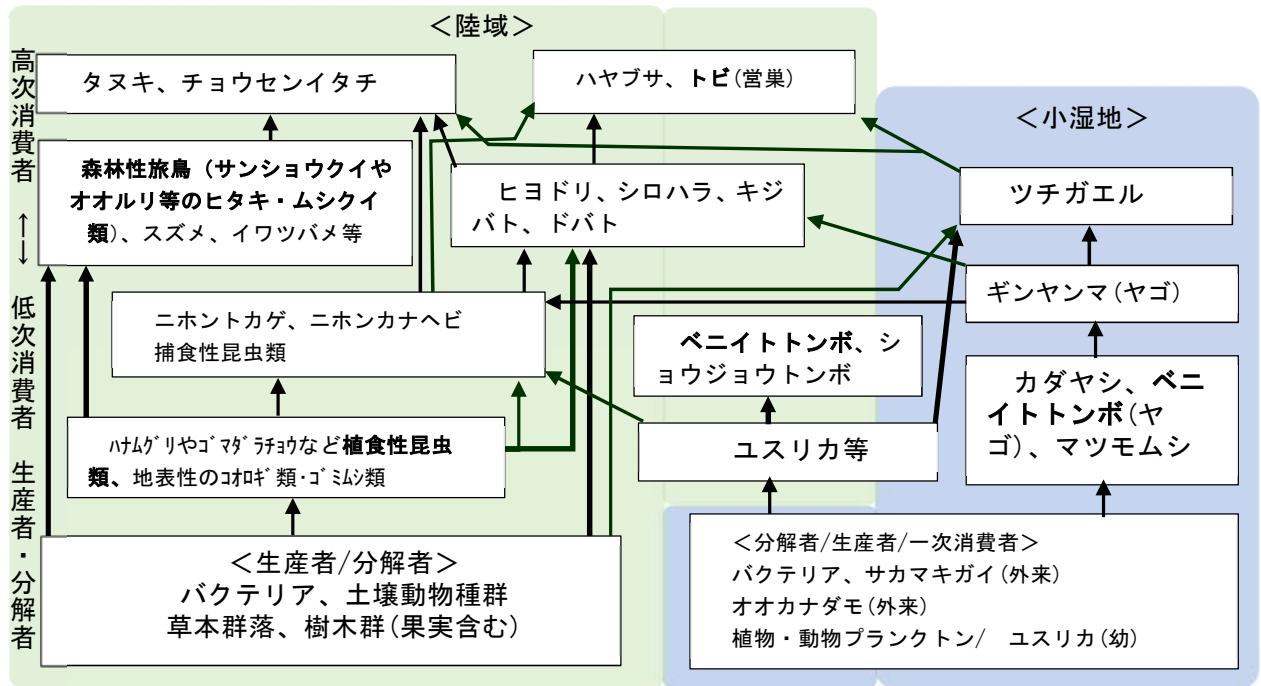 <陸域>
高次消費者 ←→ 低次消費者 生産者・分解者
タヌキ、チョウセンイタチ
ハヤブサ、トビ(営巣)
<小湿地>
森林性旅鳥（サンショウクイや
オオルリ等のヒタキ・ムシクイ
類）、スズメ、イワツバメ等
ヒヨドリ、シロハラ、キジ
バト、ドバト
ツチガエル
ギンヤンマ(ヤゴ)
ニホントカゲ、ニホンカナヘビ
捕食性昆虫類
ベニイトトンボ、シ
ョウジョウトンボ
カダヤシ、ベニ
イトトンボ(ヤ
ゴ)、マツモムシ
ﾊﾅﾑｸﾞﾘやｺﾞﾏﾀﾞﾗﾁｮｳなど植食性昆虫
類、地表性のｺｵﾛｷﾞ類･ｺﾞﾐﾑｼ類
ユスリカ等
＜生産者/分解者＞
バクテリア、土壌動物種群
草本群落、樹木群(果実含む)
＜分解者/生産者/一次消費者＞
バクテリア、サカマキガイ(外来)
オオカナダモ(外来)
植物・動物プランクトン/ ユスリカ(幼)